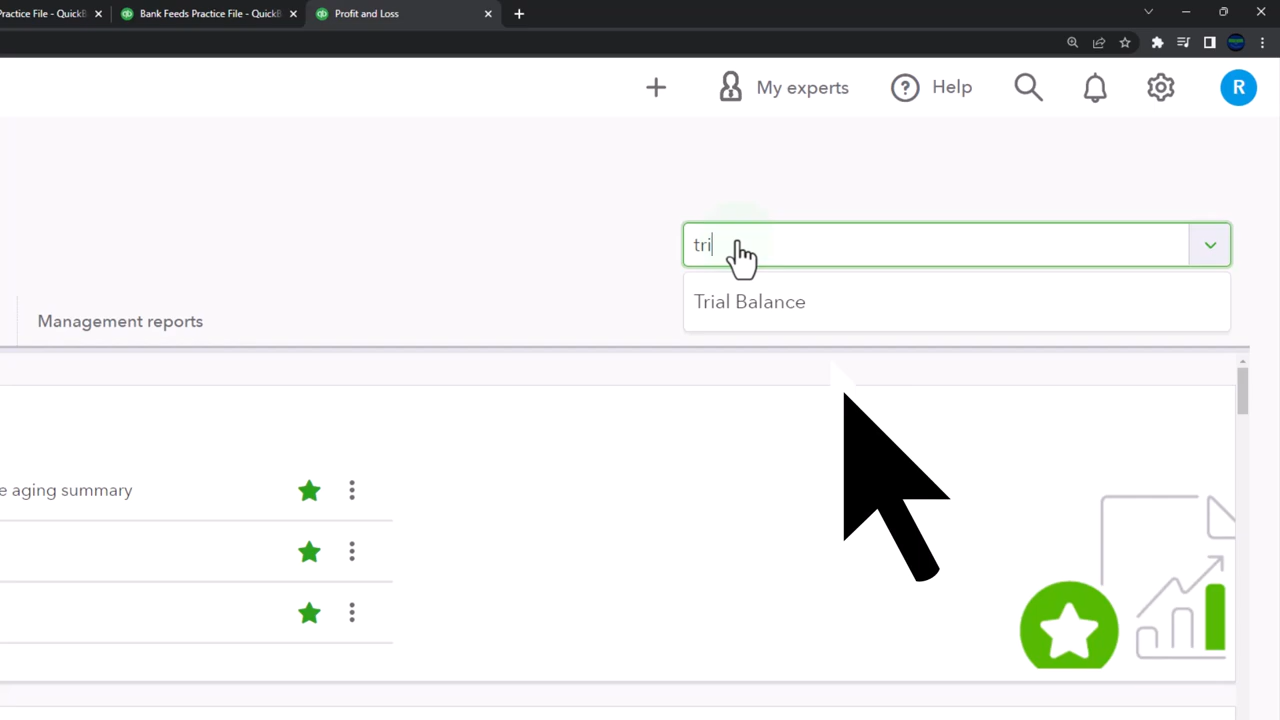 Practice File - QuickB
Bank Feeds Practice File - QuickB
Profit and Loss
My experts
Help
R
tri
Trial Balance
Management reports
e aging summary